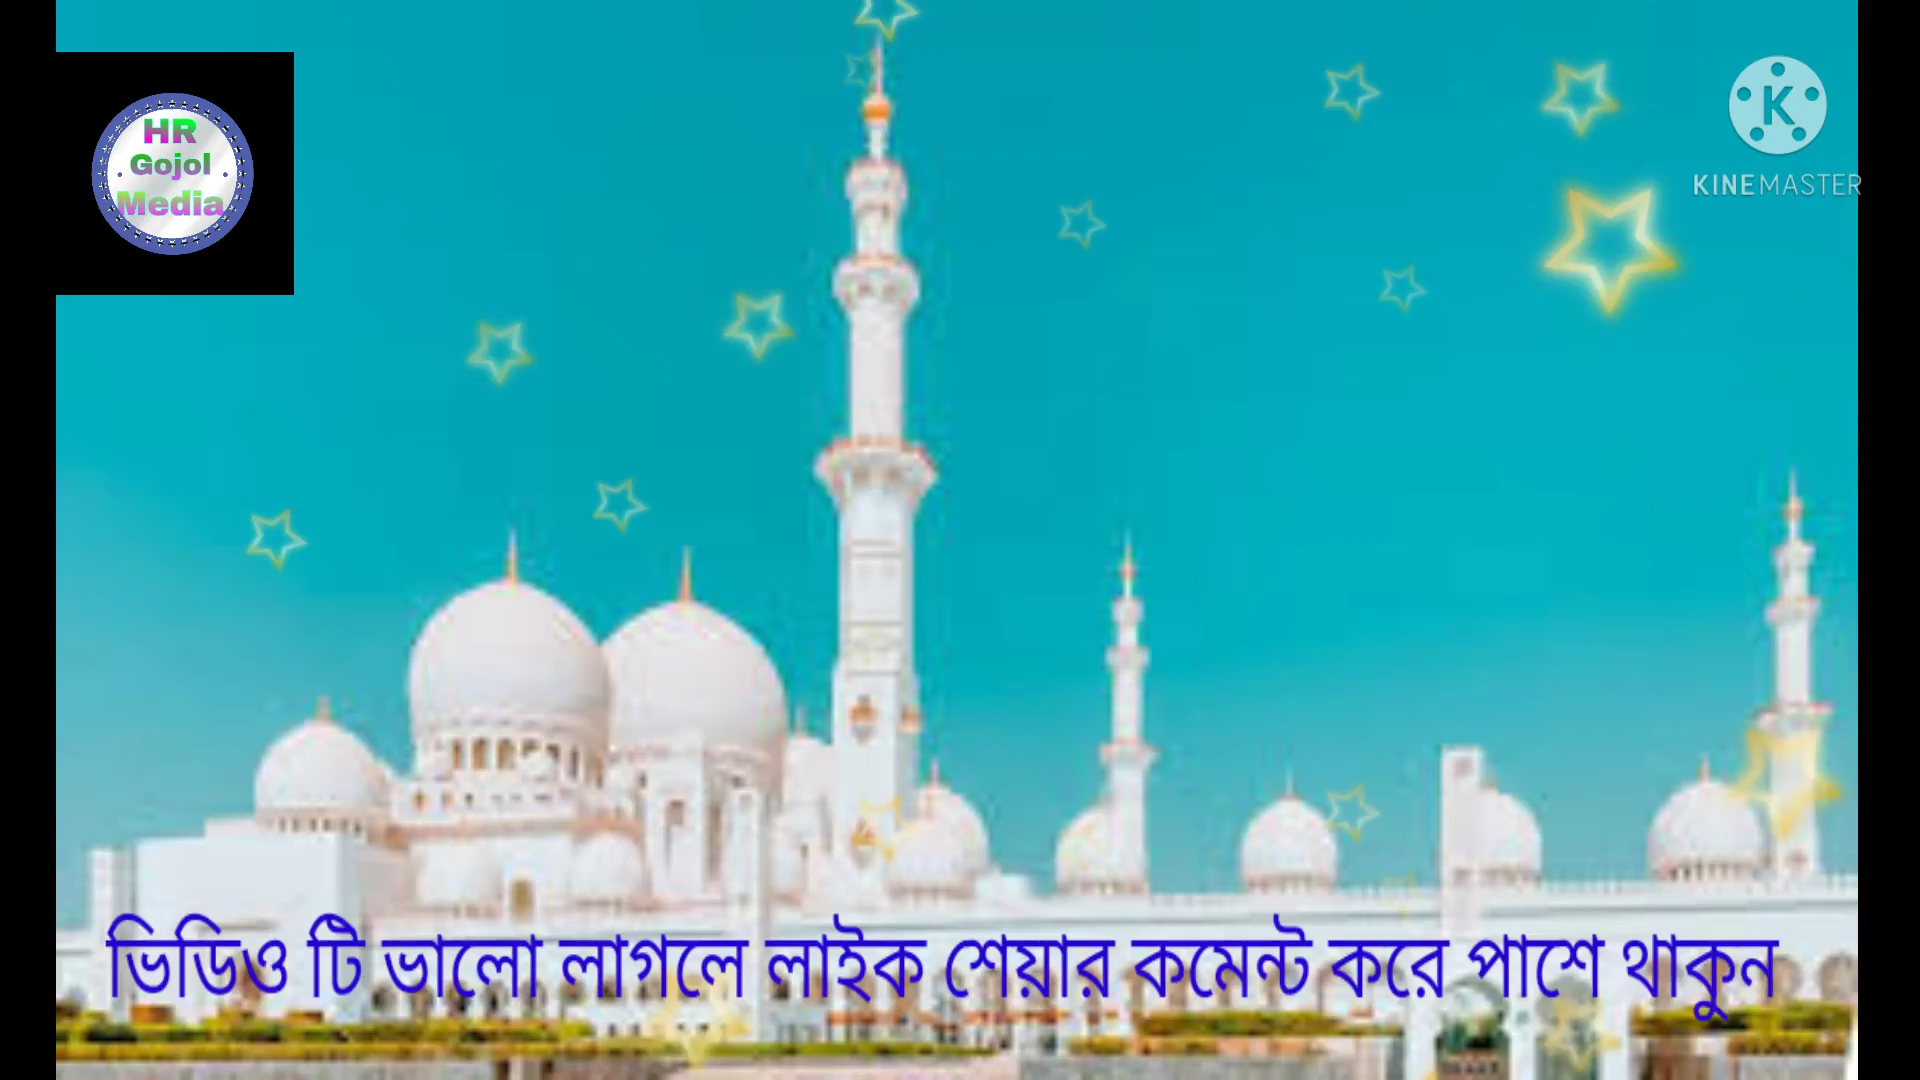 HR
Gojol
Media
KINEMASTER
ভিডিও টি ভালো লাগলে লাইক শেয়ার কমেন্ট করে পাশে থাকুন